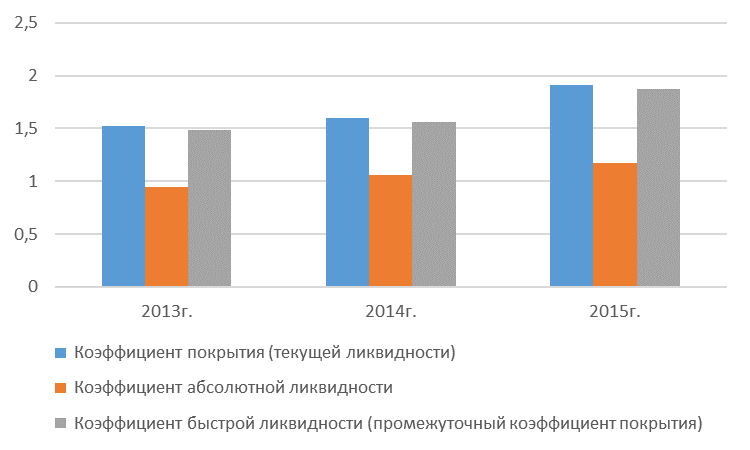 2,5
2
1,5
1
0,5
0
2013г.
2014г.
2015г.
Коэффициент покрытия (текущей ликвидности)
Коэффициент абсолютной ликвидности
Коэффициент быстрой ликвидности (промежуточный коэффициент покрытия)